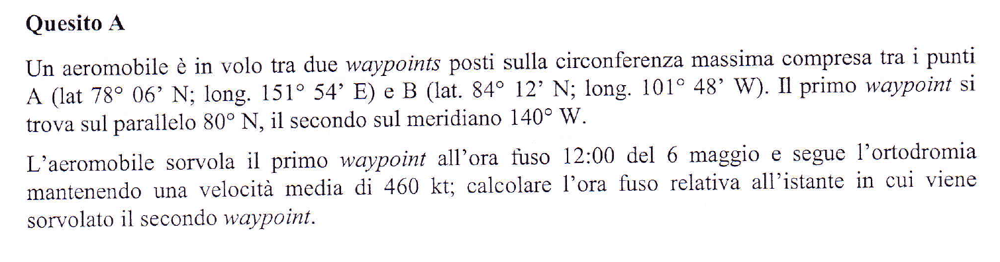 Quesito A
Un aeromobile è in volo tra due waypoints posti sulla circonferenza massima compresa tra i punti
A (lat 78° 06’ N; long. 151° 54’ E) e B (lat. 84° 12’ N; long. 101° 48’ W). Il primo waypoint si
trova sul parallelo 80° N, il secondo sul meridiano 140° W.
L’aeromobile sorvola il primo waypoint all’ora fuso 12:00 del 6 maggio e segue l’ortodromia
mantenendo una velocità media di 460 kt; calcolare l’ora fuso relativa all’istante in cui viene
sorvolato il secondo waypoint.